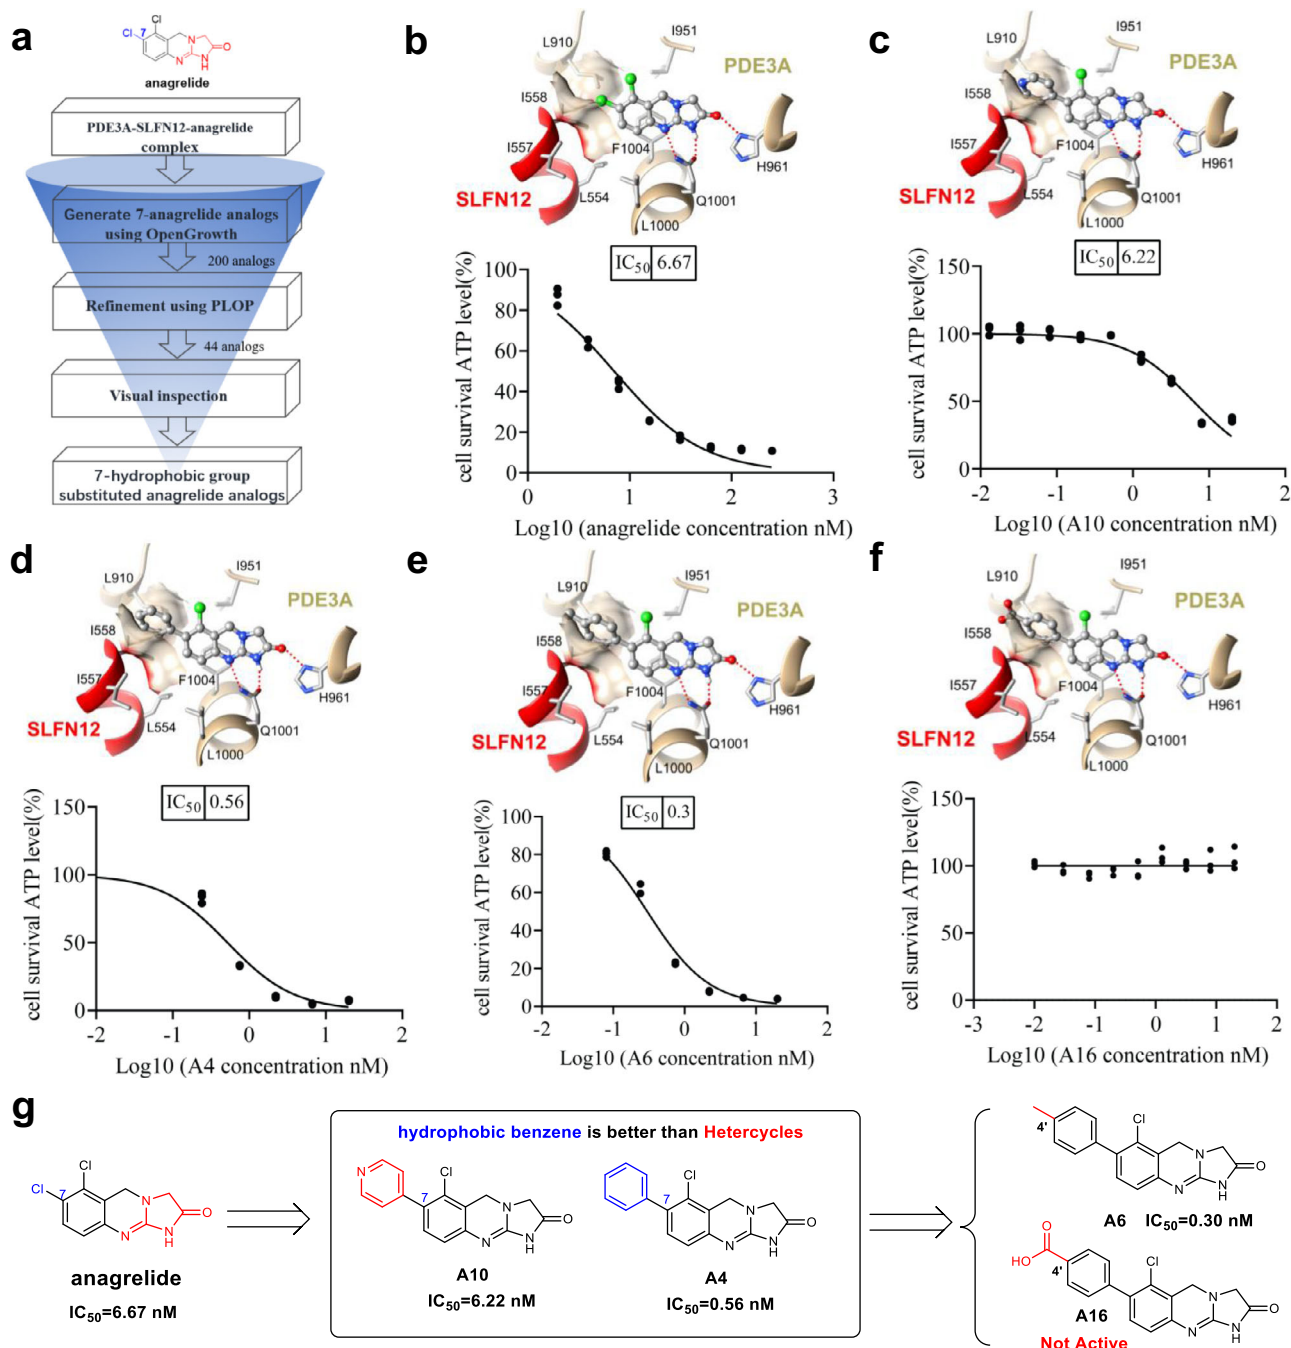 a
Cl
Cl
7
N
N
N
H
O
anagrelide
PDE3A-SLFN12-anagrelide
complex
Generate 7-anagrelide analogs
using OpenGrowth
200 analogs
Refinement using PLOP
44 analogs
Visual inspection
7-hydrophobic group
substituted anagrelide analogs
b
I951
L910
PDE3A
I558
I557
F1004
H961
L554
SLFN12
Q1001
L1000
IC50 6.67
cell survival ATP level(%)
100
80
60
40
20
0
0 1 2 3
Log10 (anagrelide concentration nM)
c
I951
L910
PDE3A
I558
I557
F1004
H961
L554
SLFN12
Q1001
L1000
IC50 6.22
cell survival ATP level(%)
150
100
50
0
-2 -1 0 1 2
Log10 (A10 concentration nM)
d
I951
L910
PDE3A
I558
I557
F1004
H961
L554
SLFN12
Q1001
L1000
IC50 0.56
cell survival ATP level(%)
150
100
50
0
-2 -1 0 1 2
Log10 (A4 concentration nM)
e
I951
L910
PDE3A
I558
I557
F1004
H961
L554
SLFN12
Q1001
L1000
IC50 0.3
cell survival ATP level(%)
100
80
60
40
20
0
-2 -1 0 1 2
Log10 (A6 concentration nM)
f
I951
L910
PDE3A
I558
I557
F1004
H961
L554
SLFN12
Q1001
L1000
cell survival ATP level(%)
150
100
50
0
-3 -2 -1 0 1 2
Log10 (A16 concentration nM)
g
Cl
Cl
7
N
O
N
N
H
anagrelide
IC50=6.67 nM
hydrophobic benzene is better than Hetercycles
N
Cl
7
N
O
N
NH
A10
IC50=6.22 nM
Cl
7
N
O
N
NH
A4
IC50=0.56 nM
4'
Cl
N
O
N
NH
A6 IC50=0.30 nM
O
HO
4'
Cl
N
O
N
NH
A16
Not Active